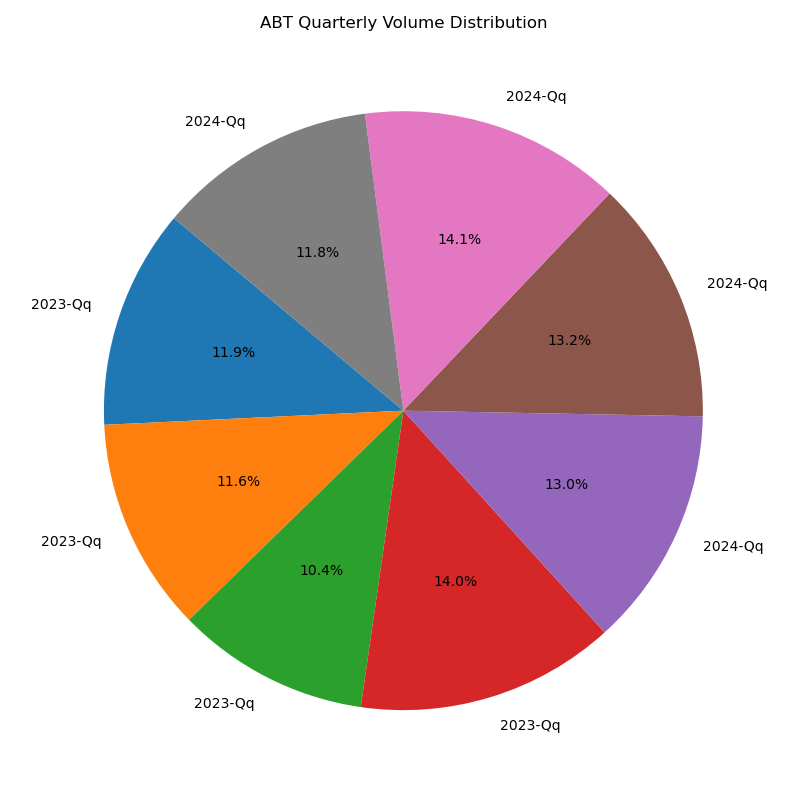 ABT Quarterly Volume Distribution
2024-Qq
2024-Qq
14.1%
11.8%
2024-Qq
2023-Qq
13.2%
11.9%
11.6%
13.0%
2023-Qq
2024-Qq
10.4%
14.0%
2023-Qq
2023-Qq